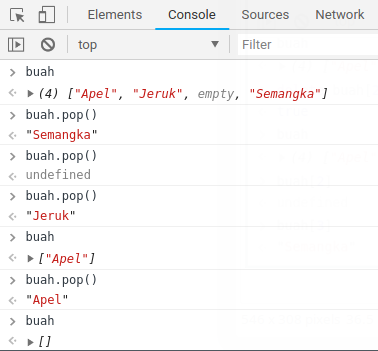 Elements Console Sources Network
top Filter
buah
(4) ["Apel", "Jeruk", empty, "Semangka"]
buah.pop()
"Semangka"
buah.pop()
undefined
buah.pop()
"Jeruk"
buah
["Apel"]
buah.pop()
"Apel"
buah
[]